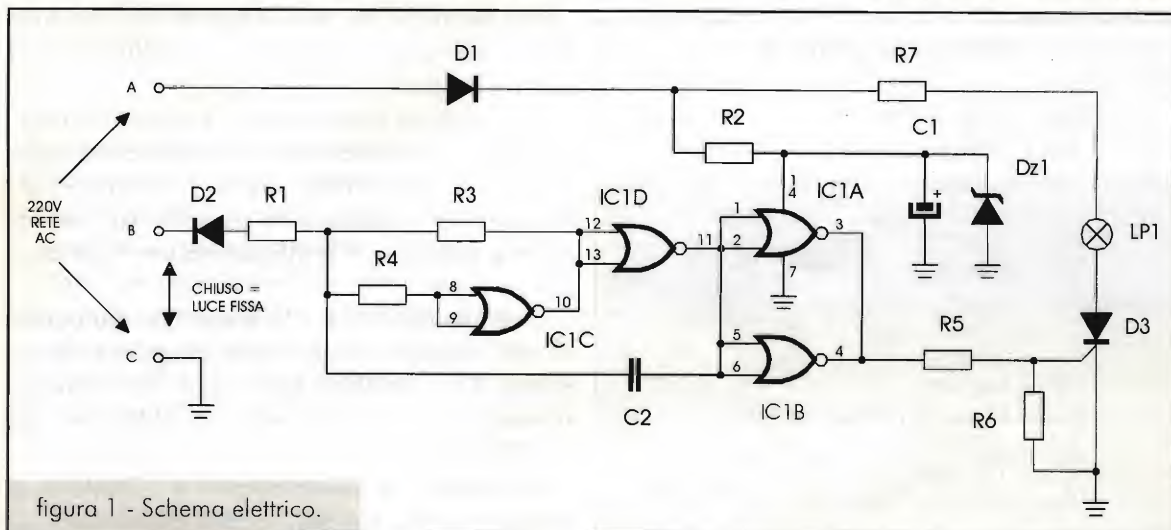 D1
R7
A
R2
C1
1
4
IC1A
Dz1
+
D2
R1
R3
IC1D
220V
RETE
AC
B
12
13
11
1
2
3
7
LP1
R4
CHIUSO =
LUCE FISSA
8
9
10
IC1C
5
6
4
R5
D3
C
C2
IC1B
R6
figura 1 - Schema elettrico.